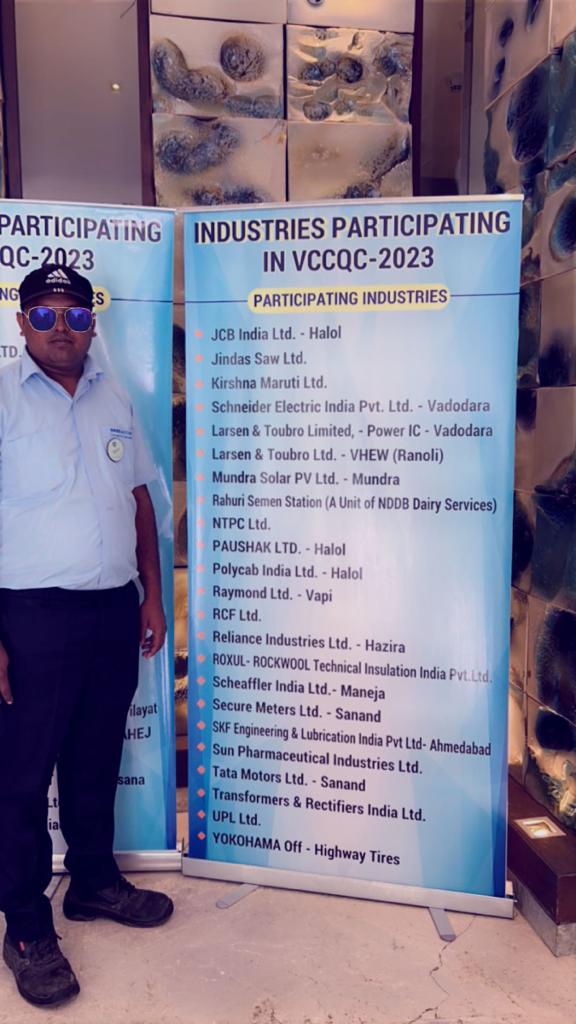 PARTICIPATING
QC-2023
TD.
ilayat
AHEJ
sana
adidas
INDUSTRIES PARTICIPATING
IN VCCQC-2023
PARTICIPATING INDUSTRIES
JCB India Ltd. - Halol
Jindas Saw Ltd.
Kirshna Maruti Ltd.
Schneider Electric India Pvt. Ltd. - Vadodara
Larsen & Toubro Limited, - Power IC - Vadodara
Larsen & Toubro Ltd. - VHEW (Ranoli)
Mundra Solar PV Ltd. - Mundra
Rahuri Semen Station (A Unit of NDDB Dairy Services)
NTPC Ltd.
PAUSHAK LTD. - Halol
Polycab India Ltd. - Halol
Raymond Ltd. - Vapi
RCF Ltd.
Reliance Industries Ltd. - Hazira
ROXUL- ROCKWOOL Technical Insulation India Pvt.Ltd.
Scheaffler India Ltd.- Maneja
Secure Meters Ltd. - Sanand
SKF Engineering & Lubrication India Pvt Ltd- Ahmedabad
Sun Pharmaceutical Industries Ltd.
Tata Motors Ltd. - Sanand
Transformers & Rectifiers India Ltd.
UPL Ltd.
YOKOHAMA Off - Highway Tires